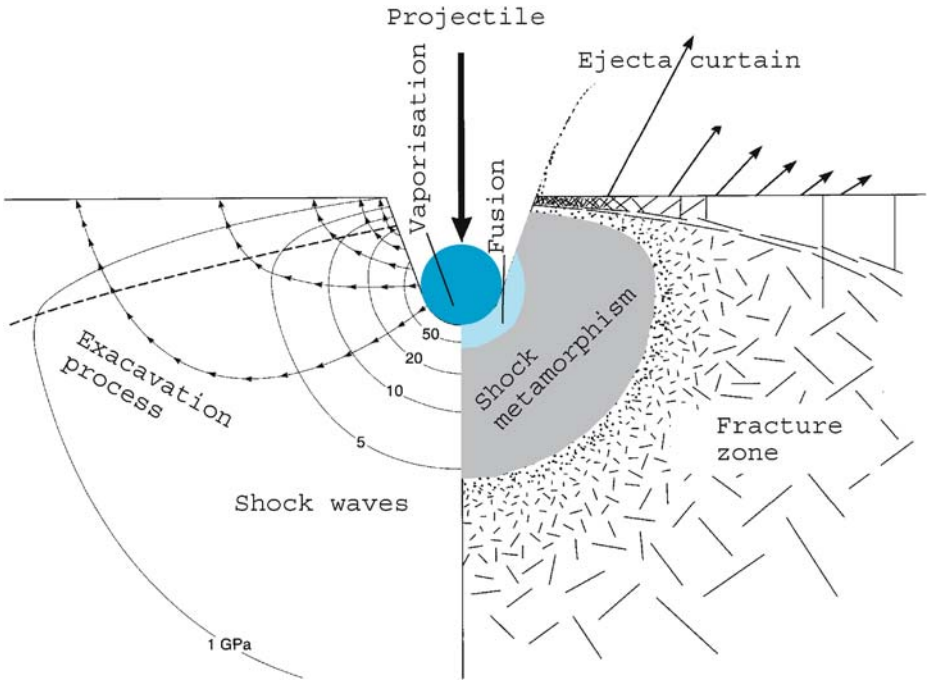 Projectile
Vaporisation
Ejecta curtain
Fusion
50
20
10
5
1 GPa
Exacavation
process
Shock waves
Shock
metamorphism
Fracture
zone